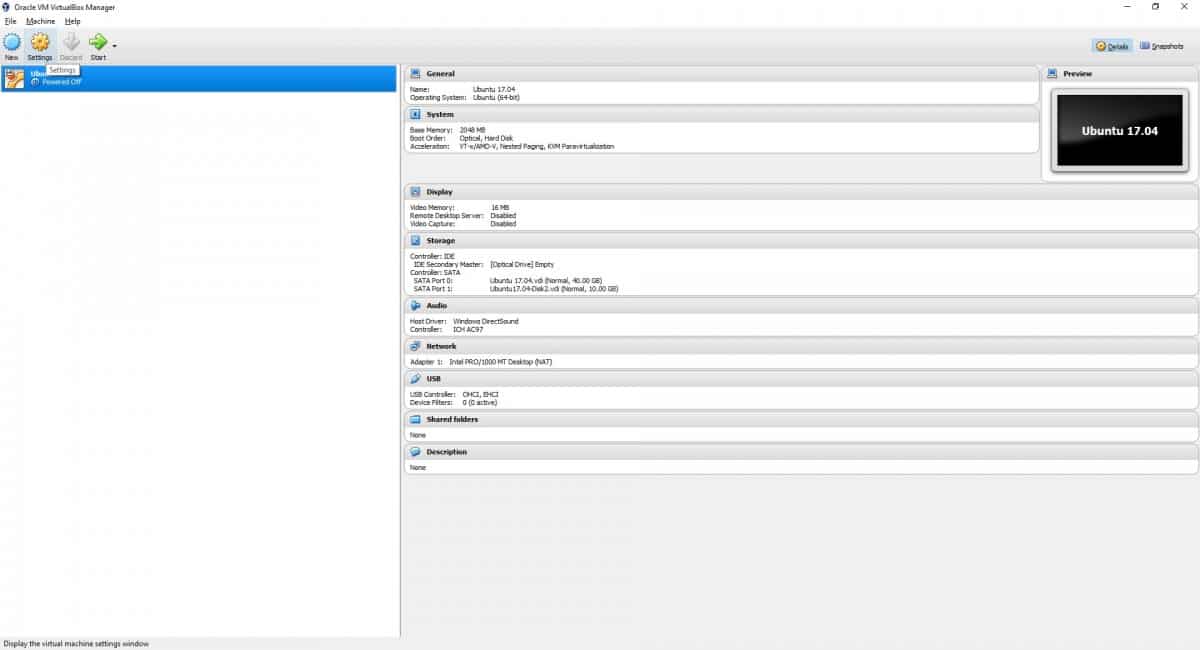 Oracle VM VirtualBox Manager
File Machine Help
New Settings Discard Start
Details Snapshots
Settings
Powered Off
General
Name: Ubuntu 17.04
Operating System: Ubuntu (64-bit)
System
Base Memory: 2048 MB
Boot Order: Optical, Hard Disk
Acceleration: VT-x/AMD-V, Nested Paging, KVM Paravirtualization
Preview
Ubuntu 17.04
Display
Video Memory: 16 MB
Remote Desktop Server: Disabled
Video Capture: Disabled
Storage
Controller: IDE
IDE Secondary Master: [Optical Drive] Empty
Controller: SATA
SATA Port 0: Ubuntu 17.04.vdi (Normal, 40.00 GB)
SATA Port 1: Ubuntu17.04-Disk2.vdi (Normal, 10.00 GB)
Audio
Host Driver: Windows DirectSound
Controller: ICH AC97
Network
Adapter 1: Intel PRO/1000 MT Desktop (NAT)
USB
USB Controller: OHCI, EHCI
Device Filters: 0 (0 active)
Shared folders
None
Description
None
Display the virtual machine settings window